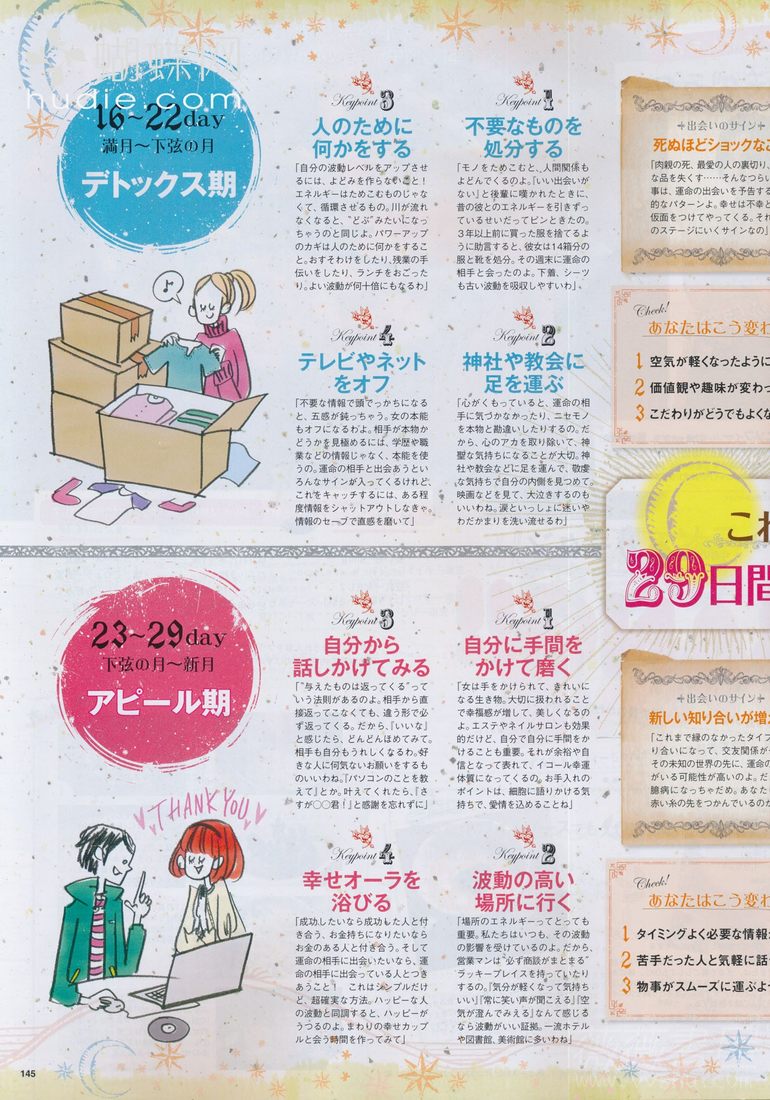 蝴蝶网
hudie.com
16~22day
満月~下弦の月
デトックス期
Keypoint 3
人のために
何かをする
「自分の波動レベルをアップさせ
るには、よどみを作らないこと!
エネルギーはためこむものじゃな
くて、循環させるもの。川が流れ
なくなると、“どぶ”みたいになっ
ちゃうのと同じよ。パワーアップ
のカギは人のために何かをするこ
と。おすそわけをしたり、残業の手
伝いをしたり、ランチをおごった
り。よい波動が何十倍にもなるわ」
Keypoint 1
不要なものを
処分する
「モノをためこむと、人間関係も
よどんでくるのよ。「いい出会いが
ない」と後輩に嘆かれたときに、
昔の彼とのエネルギーを引きずっ
ているせいだってピンときたの。
3年以上前に買った服を捨てるよ
うに助言すると、彼女は14箱分の
服と靴を処分。その週末に運命の
相手と会ったのよ。下着、シーツ
も古い波動を吸収しやすいわ」
Keypoint 4
テレビやネット
をオフ
「不要な情報で頭でっかちになる
と、五感が鈍っちゃう。女の本能
もオフになるわよ。相手が本物か
どうかを見極めるには、学歴や職
業などの情報じゃなく、本能を使
うの。運命の相手と出会あうとい
ろんなサインが入ってくるけれど、
これをキャッチするには、ある程
度情報をシャットアウトしなきゃ。
情報のセーブで直感を磨いて」
Keypoint 2
神社や教会に
足を運ぶ
「心がくもっていると、運命の相
手に気づかなかったり、ニセモノ
を本物と勘違いしたりするの。だ
から、心のアカを取り除いて、神
聖な気持ちになることが大切。神
社や教会などに足を運んで、敬虔
な気持ちで自分の内側を見つめて。
映画などを見て、大泣きするのも
いいわね。涙といっしょに迷いや
わだかまりを洗い流せるわ」
出会いのサイン
死ぬほどショックなこ
「肉親の死、最愛の人の裏切り、
な品を失くす……そんなつらい
事は、運命の出会いを予告する
的なパターンよ。幸せは不幸と
仮面をつけてやってくる。それ
のステージにいくサインなの」
Check!
あなたはこう変わ
1 空気が軽くなったように
2 価値観や趣味が変わっ
3 こだわりがどうでもよくな
これ
29日間
23~29day
下弦の月~新月
アピール期
THANK YOU
Keypoint 3
自分から
話しかけてみる
「“与えたものは返ってくる”って
いう法則があるのよ。相手から直
接返ってこなくても、違う形で必
ず返ってくる。だから、「いいな」
と感じたら、どんどんほめてみて。
相手も自分もうれしくなるわ。好
きな人に何気ないお願いをするも
のいいわね。「パソコンのことを教
えて」とか。叶えてくれたら、「さ
すが○○君!」と感謝を忘れずに」
Keypoint 1
自分に手間を
かけて磨く
「女は手をかけられて、きれいに
なる生き物。大切に扱われること
で幸福感が増して、美しくなるの
よ。エステやネイルサロンも効果
的だけど、自分で自分に手間をか
けることも重要。それが余裕や自
信となって表れて、イコール幸運
体質になってくるの。お手入れの
ポイントは、細胞に語りかける気
持ちで、愛情を込めることね」
Keypoint 4
幸せオーラを
浴びる
「成功したいなら成功した人と付
き合う、お金持ちになりたいなら
お金のある人と付き合う。そして
運命の相手に出会いたいなら、運
命の相手に出会っている人とつき
あうこと! これはシンプルだけ
ど、超確実な方法。ハッピーな人
の波動と同調すると、ハッピーが
うつるのよ。まわりの幸せカップ
ルと会う時間を作ってみて」
Keypoint 2
波動の高い
場所に行く
「場所のエネルギーってとっても
重要。私たちはいつも、その波動
の影響を受けているのよ。だから、
営業マンは“必ず商談がまとまる”
ラッキープレイスを持っていたり
するの。「気分が軽くなって気持ち
いい」「常に笑い声が聞こえる」「空
気が澄んでみえる」なんて感じる
なら波動がいい証拠。一流ホテル
や図書館、美術館に多いわね」
出会いのサイン
新しい知り合いが増
「これまで縁のなかったタイプ
り合いになって、交友関係が
その未知の世界の先に、運命の
がいる可能性が高いのよ。だ
臆病になっちゃだめ。あなた
赤い糸の先をつかんでいるのか
Check!
あなたはこう変わ
1 タイミングよく必要な情報が
2 苦手だった人と気軽に話
3 物事がスムーズに運ぶよ
145